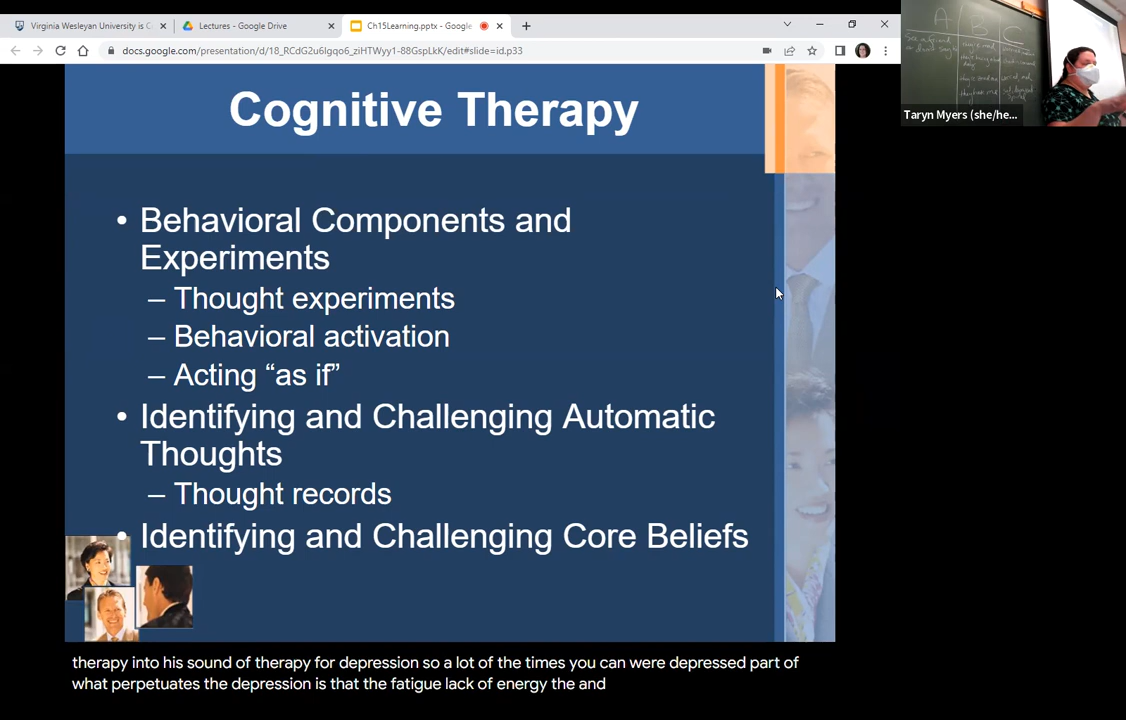 Virginia Wesleyan University is C
Lectures - Google Drive
Ch15Learning.pptx - Google
docs.google.com/presentation/d/18_RCdG2u6Igqo6_ziHTWyy1-88GspLkK/edit#slide=id.p33
A B C
Taryn Myers (she/he...
Cognitive Therapy
• Behavioral Components and
Experiments
– Thought experiments
– Behavioral activation
– Acting “as if”
• Identifying and Challenging Automatic
Thoughts
– Thought records
• Identifying and Challenging Core Beliefs
therapy into his sound of therapy for depression so a lot of the times you can were depressed part of
what perpetuates the depression is that the fatigue lack of energy the and